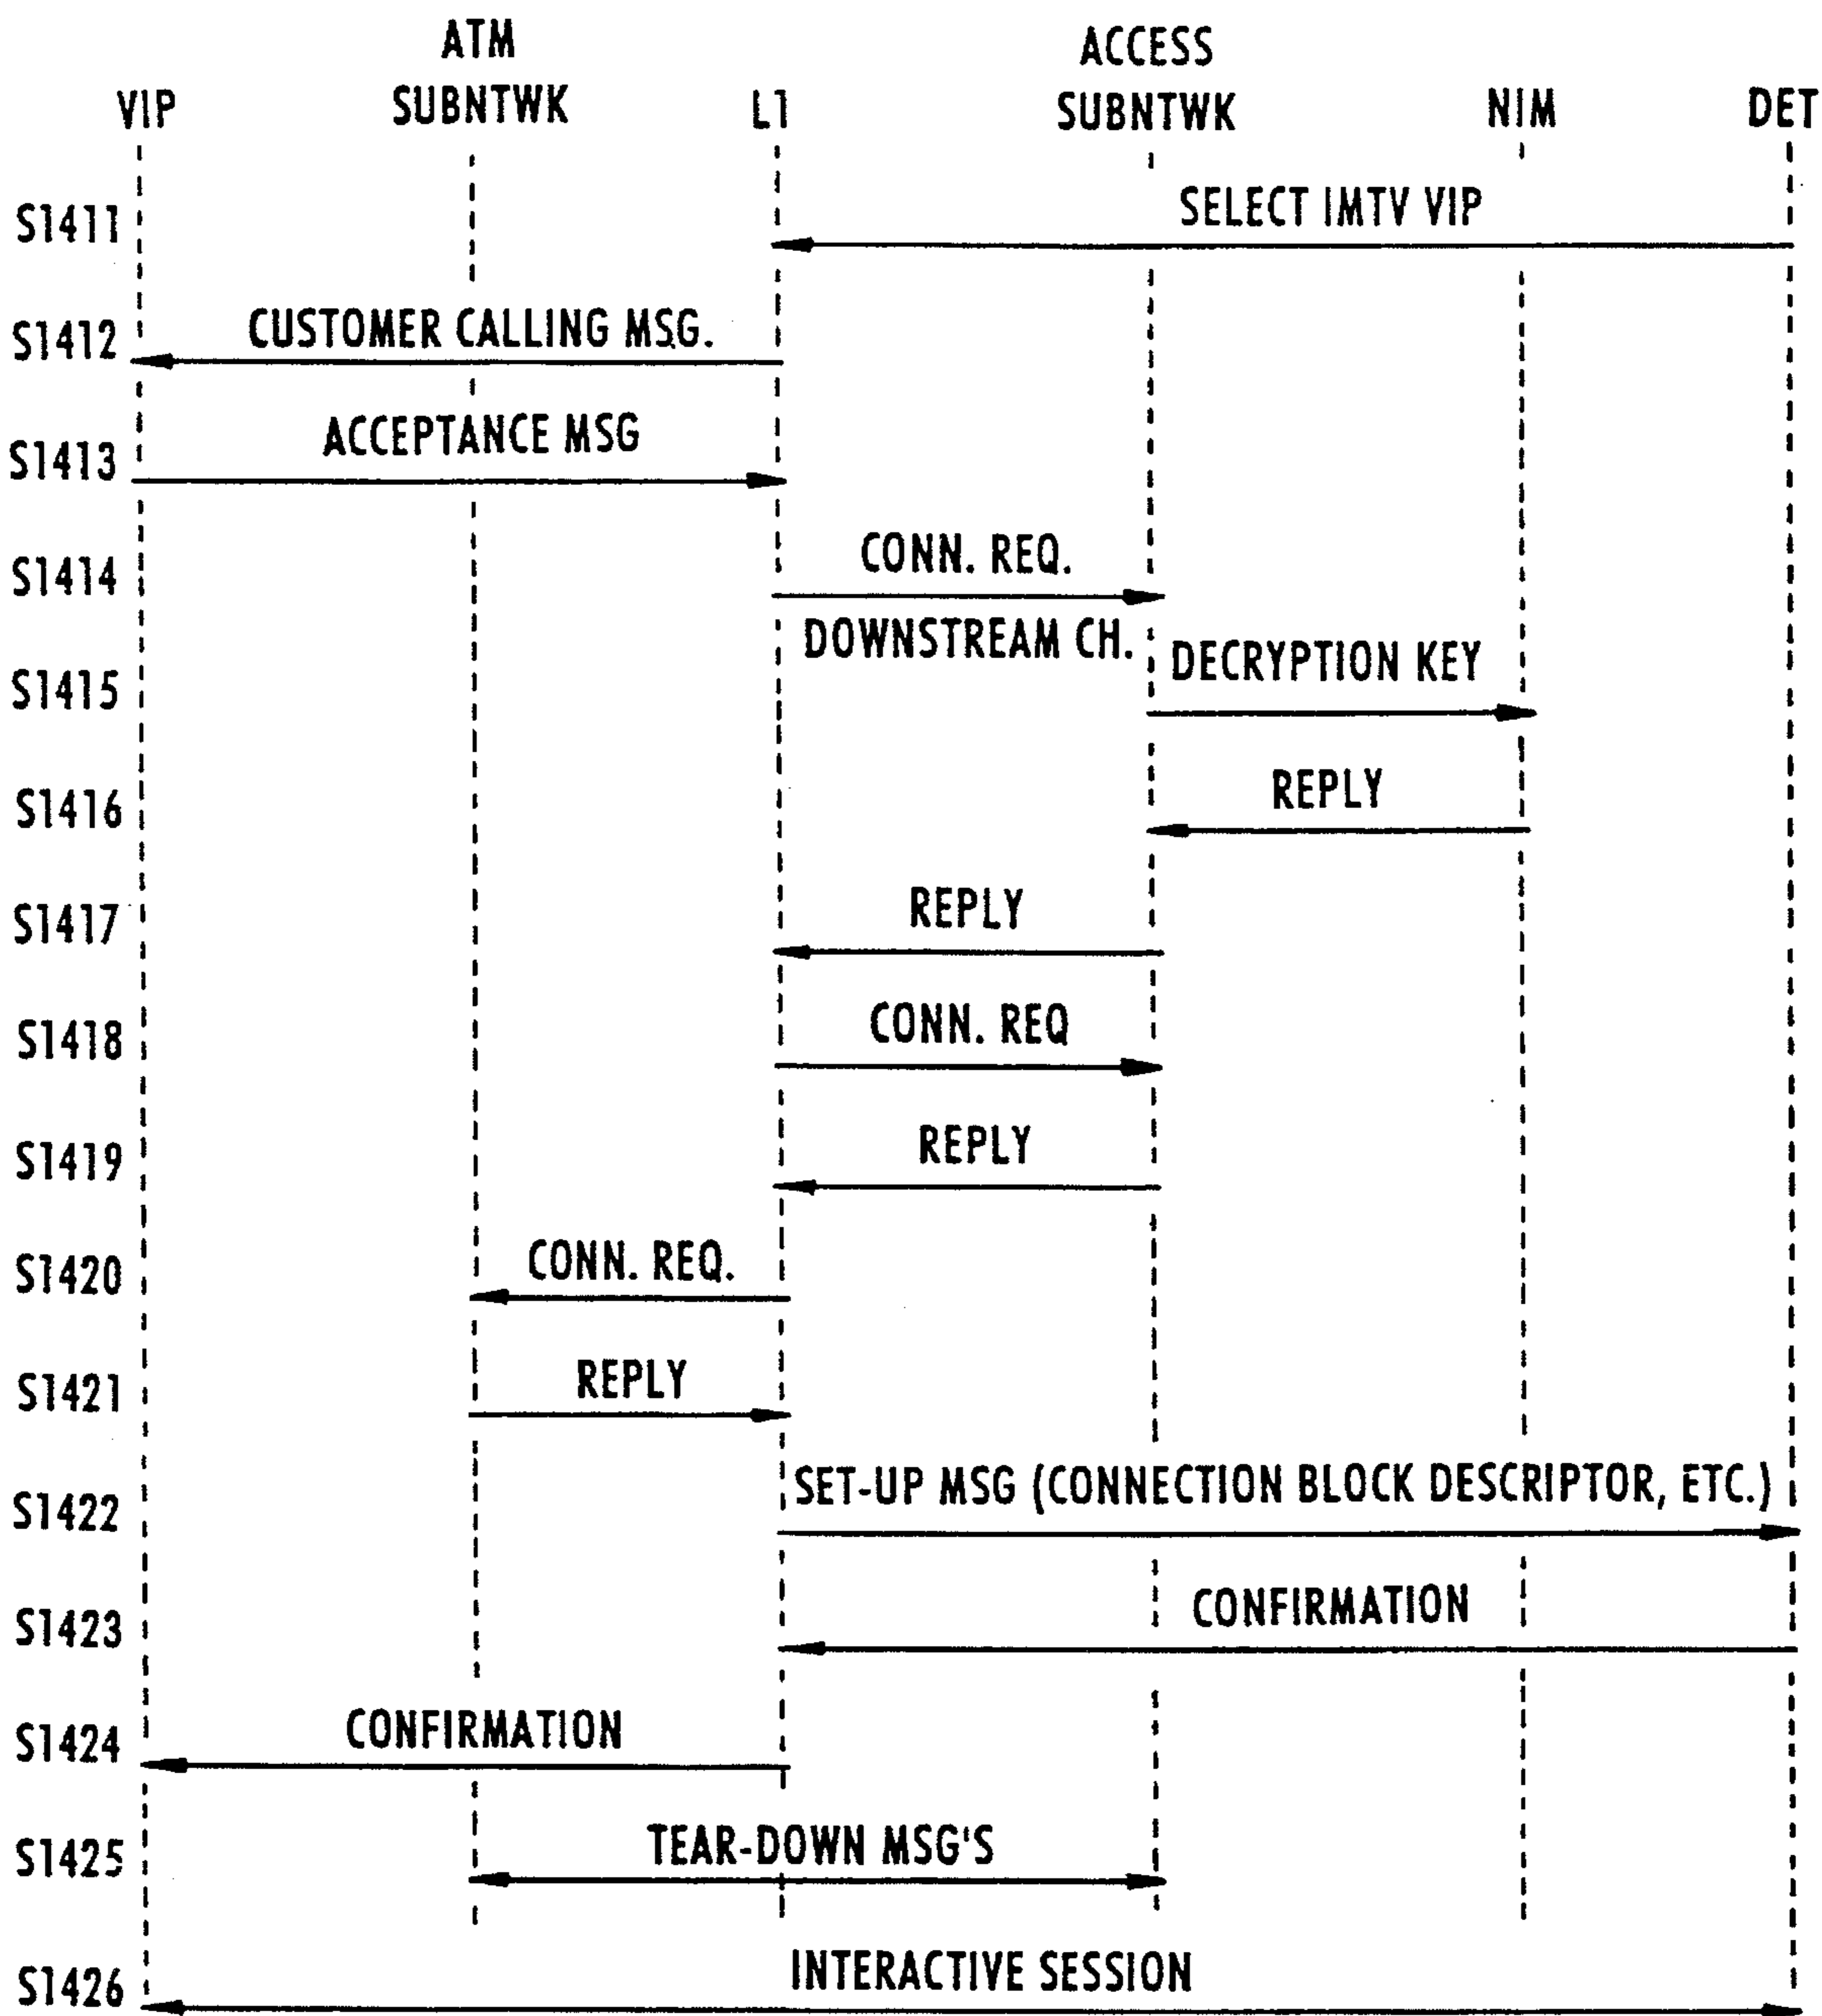 ATM
SUBNTWK
ACCESS
SUBNTWK
VIP
L1
NIM
DET
S1411
SELECT IMTV VIP
S1412
CUSTOMER CALLING MSG.
S1413
ACCEPTANCE MSG
S1414
CONN. REQ.
DOWNSTREAM CH.
S1415
DECRYPTION KEY
S1416
REPLY
S1417
REPLY
S1418
CONN. REQ
S1419
REPLY
S1420
CONN. REQ.
S1421
REPLY
S1422
SET-UP MSG (CONNECTION BLOCK DESCRIPTOR, ETC.)
S1423
CONFIRMATION
S1424
CONFIRMATION
S1425
TEAR-DOWN MSG'S
S1426
INTERACTIVE SESSION